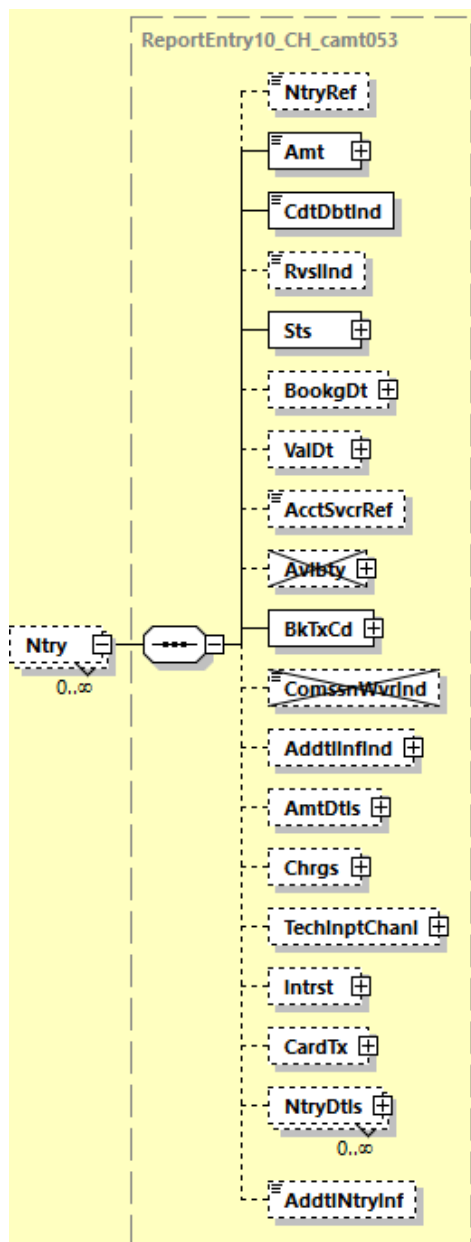 ReportEntry10_CH_camt053
NtryRef
Amt
CdtDbtInd
RvslInd
Sts
BookgDt
ValDt
AcctSvcrRef
Avlbty
Ntry
0..∞
BkTxCd
ComssnWvrInd
AddtlInfInd
AmtDtls
Chrgs
TechInptChanl
Intrst
CardTx
NtryDtls
0..∞
AddtlNtryInf